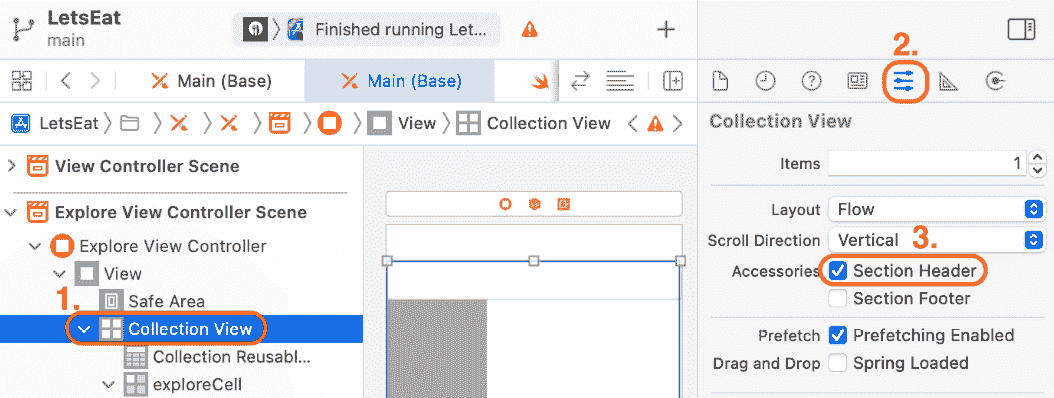 LetsEat
main
Finished running Let...
2.
Main (Base)
Main (Base)
LetsEat
View
Collection View
View Controller Scene
Explore View Controller Scene
Explore View Controller
View
1.
Safe Area
Collection View
Collection Reusabl...
exploreCell
Collection View
Items 1
Layout Flow
Scroll Direction Vertical 3.
Accessories Section Header
Section Footer
Prefetch Prefetching Enabled
Drag and Drop Spring Loaded